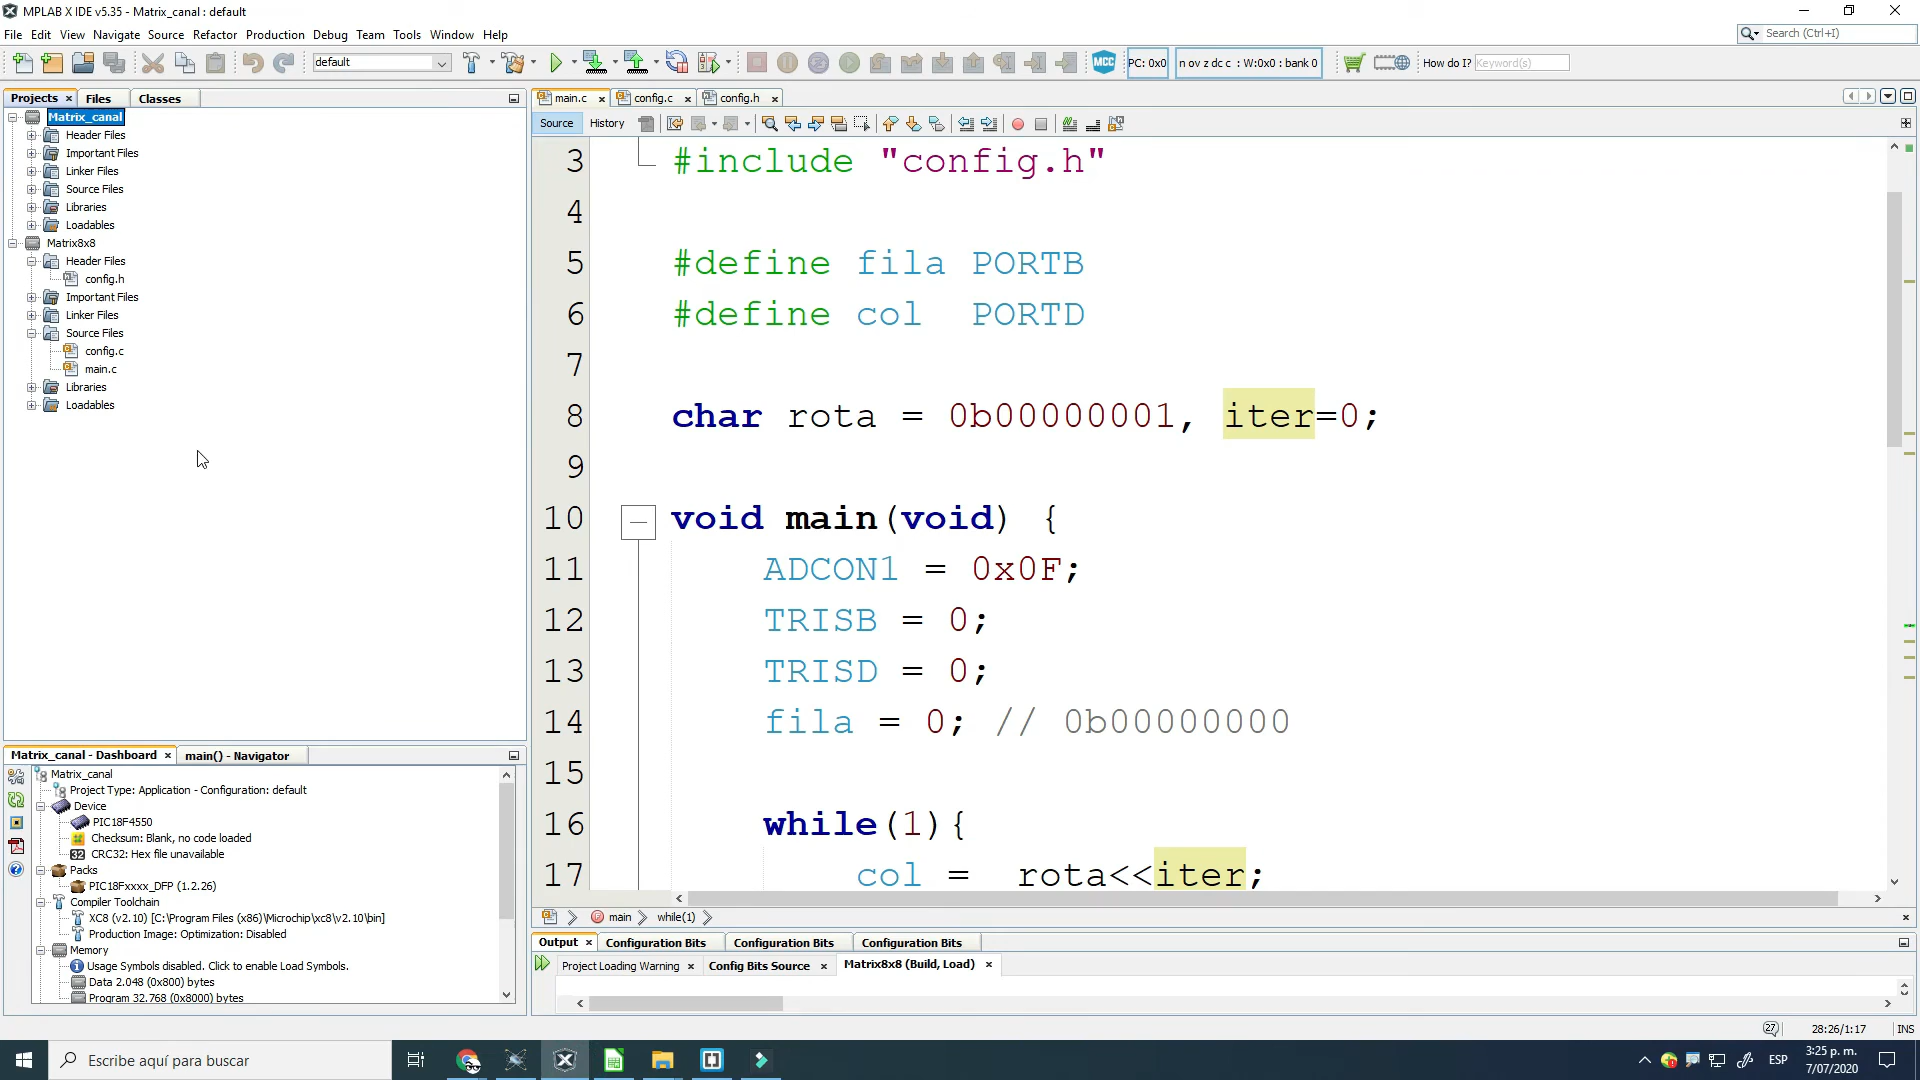 MPLAB X IDE v5.35 - Matrix_canal : default
File Edit View Navigate Source Refactor Production Debug Team Tools Window Help
Search (Ctrl+I)
default
MCC
PC: 0x0
n ov z dc c : W:0x0 : bank 0
How do I? Keyword(s)
Projects Files Classes
Matrix_canal
Header Files
Important Files
Linker Files
Source Files
Libraries
Loadables
Matrix8x8
Header Files
config.h
Important Files
Linker Files
Source Files
config.c
main.c
Libraries
Loadables
Matrix_canal - Dashboard main() - Navigator
Matrix_canal
Project Type: Application - Configuration: default
Device
PIC18F4550
Checksum: Blank, no code loaded
32 CRC32: Hex file unavailable
Packs
PIC18Fxxxx_DFP (1.2.26)
Compiler Toolchain
XC8 (v2.10) [C:\Program Files (x86)\Microchip\xc8\v2.10\bin]
Production Image: Optimization: Disabled
Memory
Usage Symbols disabled. Click to enable Load Symbols.
Data 2.048 (0x800) bytes
Program 32.768 (0x8000) bytes
main.c config.c config.h
Source History
3 #include "config.h"
4
5 #define fila PORTB
6 #define col PORTD
7
8 char rota = 0b00000001, iter=0;
9
10 void main(void) {
11 ADCON1 = 0x0F;
12 TRISB = 0;
13 TRISD = 0;
14 fila = 0; // 0b00000000
15
16 while(1){
17 col = rota<<iter;
main while(1)
Output Configuration Bits Configuration Bits Configuration Bits
Project Loading Warning Config Bits Source Matrix8x8 (Build, Load)
27 28:26/1:17 INS
Escribe aquí para buscar
ESP
3:25 p. m.
7/07/2020